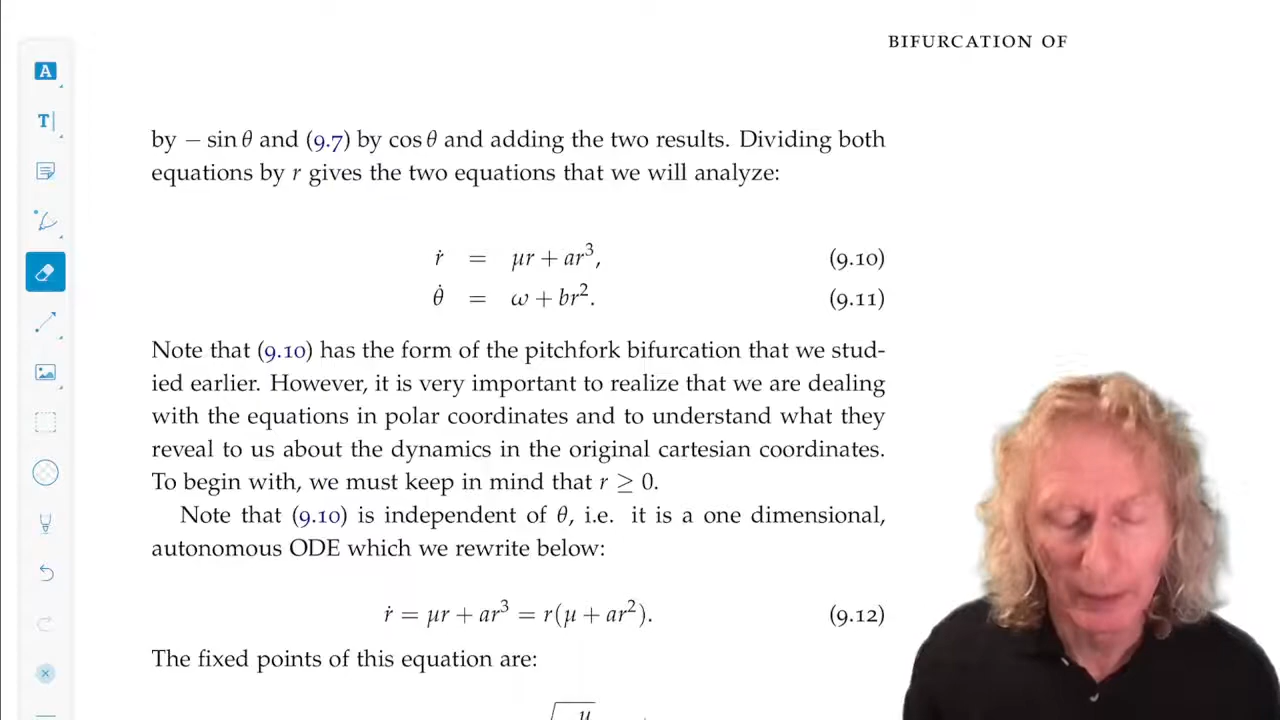 BIFURCATION OF
by − sin θ and (9.7) by cos θ and adding the two results. Dividing both
equations by r gives the two equations that we will analyze:
ṙ = μr + ar³, (9.10)
θ̇ = ω + br². (9.11)
Note that (9.10) has the form of the pitchfork bifurcation that we stud-
ied earlier. However, it is very important to realize that we are dealing
with the equations in polar coordinates and to understand what they
reveal to us about the dynamics in the original cartesian coordinates.
To begin with, we must keep in mind that r ≥ 0.
Note that (9.10) is independent of θ, i.e. it is a one dimensional,
autonomous ODE which we rewrite below:
ṙ = μr + ar³ = r(μ + ar²). (9.12)
The fixed points of this equation are: